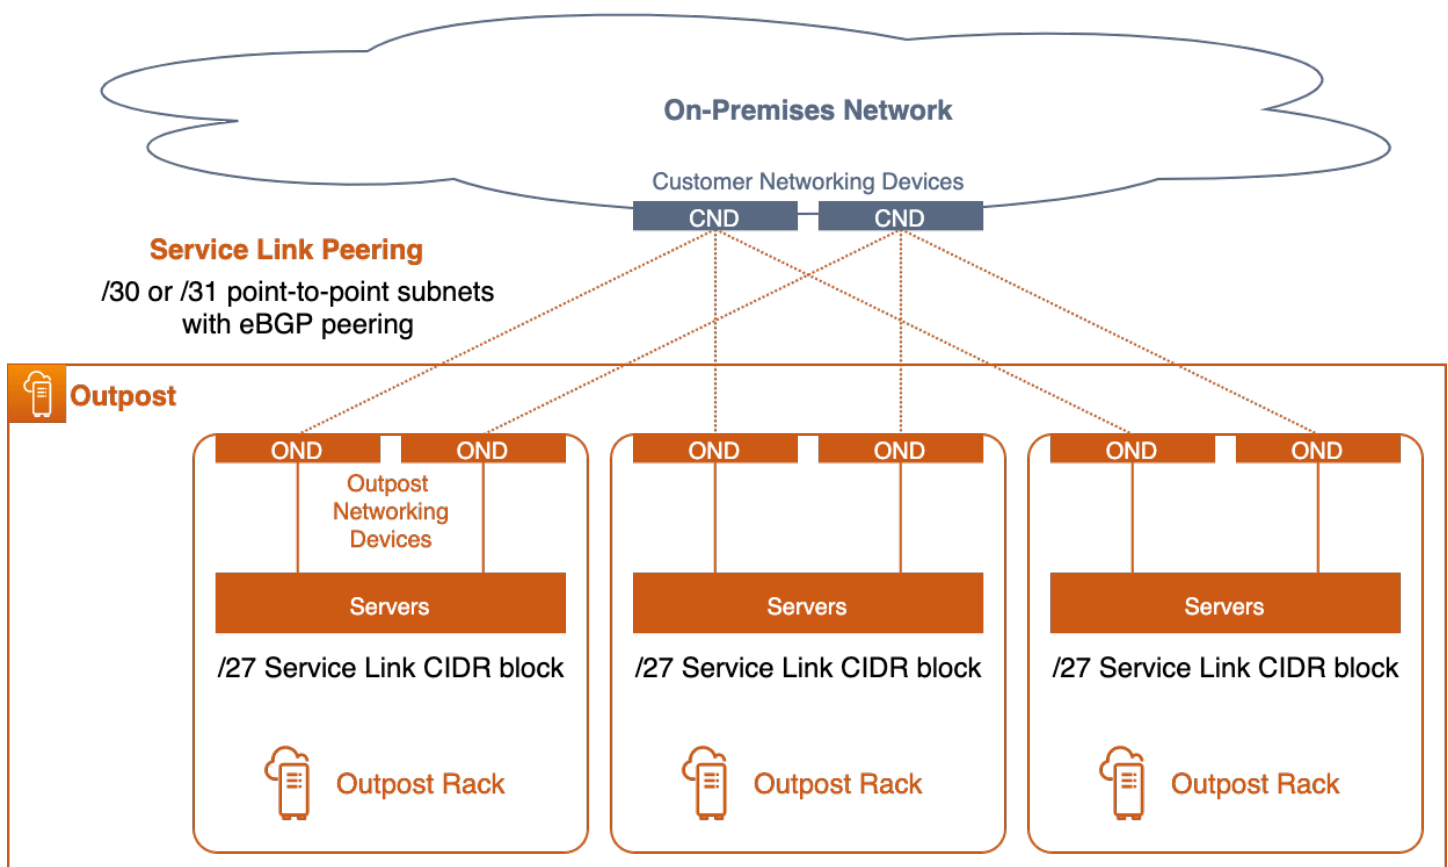 On-Premises Network
Customer Networking Devices
CND CND
Service Link Peering
/30 or /31 point-to-point subnets
with eBGP peering
Outpost
OND OND OND OND OND OND
Outpost
Networking
Devices
Servers Servers Servers
/27 Service Link CIDR block /27 Service Link CIDR block /27 Service Link CIDR block
Outpost Rack Outpost Rack Outpost Rack